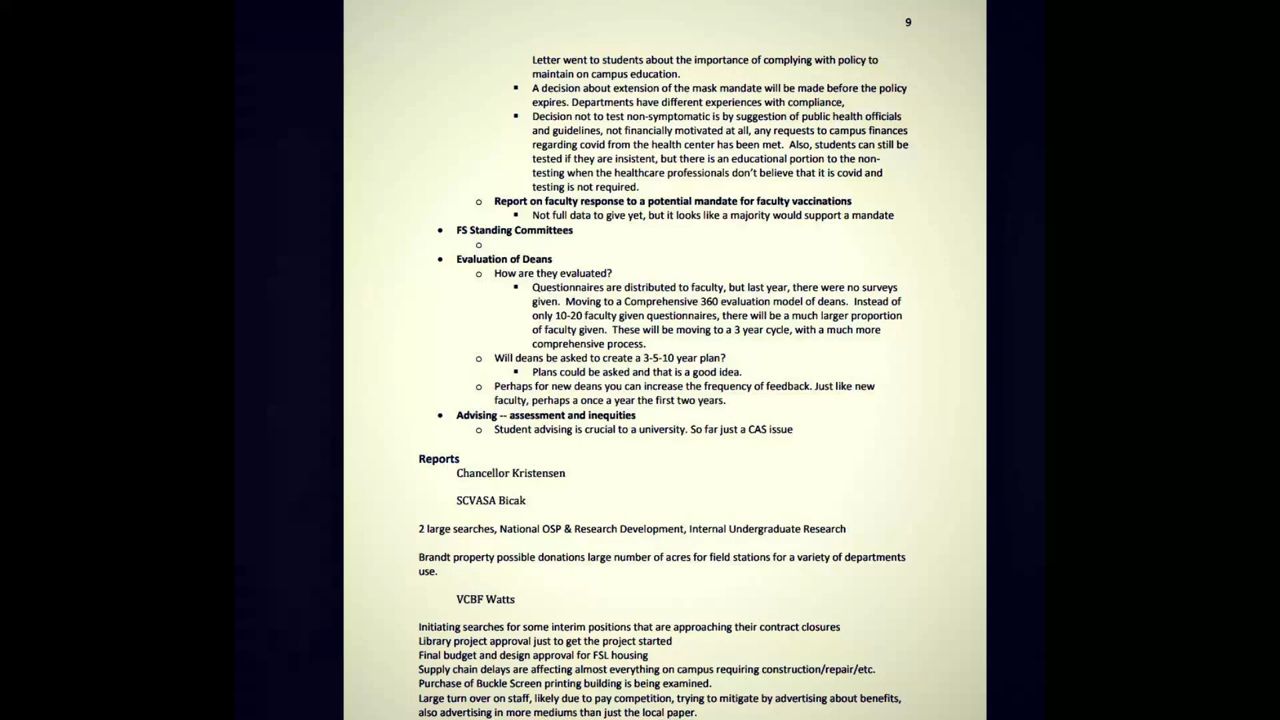 9
Letter went to students about the importance of complying with policy to
maintain on campus education.
▪ A decision about extension of the mask mandate will be made before the policy
expires. Departments have different experiences with compliance,
▪ Decision not to test non-symptomatic is by suggestion of public health officials
and guidelines, not financially motivated at all, any requests to campus finances
regarding covid from the health center has been met. Also, students can still be
tested if they are insistent, but there is an educational portion to the non-
testing when the healthcare professionals don't believe that it is covid and
testing is not required.
o Report on faculty response to a potential mandate for faculty vaccinations
▪ Not full data to give yet, but it looks like a majority would support a mandate
• FS Standing Committees
o
• Evaluation of Deans
o How are they evaluated?
▪ Questionnaires are distributed to faculty, but last year, there were no surveys
given. Moving to a Comprehensive 360 evaluation model of deans. Instead of
only 10-20 faculty given questionnaires, there will be a much larger proportion
of faculty given. These will be moving to a 3 year cycle, with a much more
comprehensive process.
o Will deans be asked to create a 3-5-10 year plan?
▪ Plans could be asked and that is a good idea.
o Perhaps for new deans you can increase the frequency of feedback. Just like new
faculty, perhaps a once a year the first two years.
• Advising -- assessment and inequities
o Student advising is crucial to a university. So far just a CAS issue
Reports
Chancellor Kristensen
SCVASA Bicak
2 large searches, National OSP & Research Development, Internal Undergraduate Research
Brandt property possible donations large number of acres for field stations for a variety of departments
use.
VCBF Watts
Initiating searches for some interim positions that are approaching their contract closures
Library project approval just to get the project started
Final budget and design approval for FSL housing
Supply chain delays are affecting almost everything on campus requiring construction/repair/etc.
Purchase of Buckle Screen printing building is being examined.
Large turn over on staff, likely due to pay competition, trying to mitigate by advertising about benefits,
also advertising in more mediums than just the local paper.